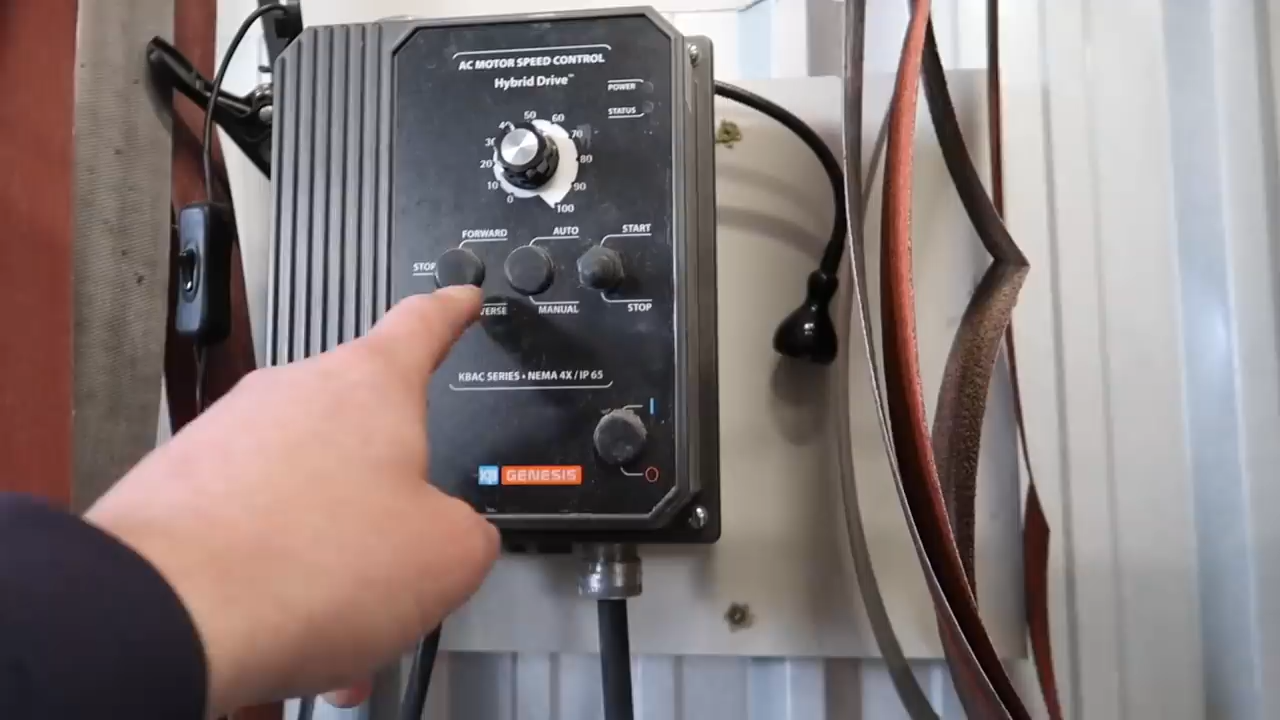 AC MOTOR SPEED CONTROL
Hybrid Drive™
POWER
STATUS
50
60
70
30
80
20
10
90
0
100
FORWARD
AUTO
START
STOP
VERSE
MANUAL
STOP
KBAC SERIES • NEMA 4X / IP 65
I
O
KB GENESIS